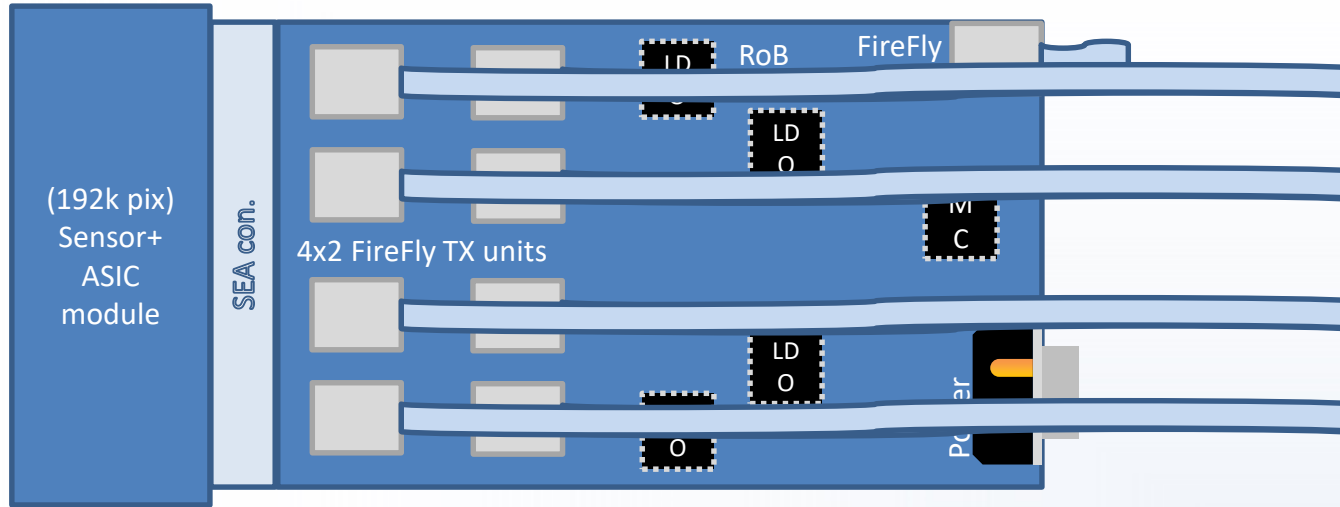 LD
RoB
FireFly
LD
O
(192k pix)
Sensor+
ASIC
module
SEA con.
M
C
4x2 FireFly TX units
LD
O
O